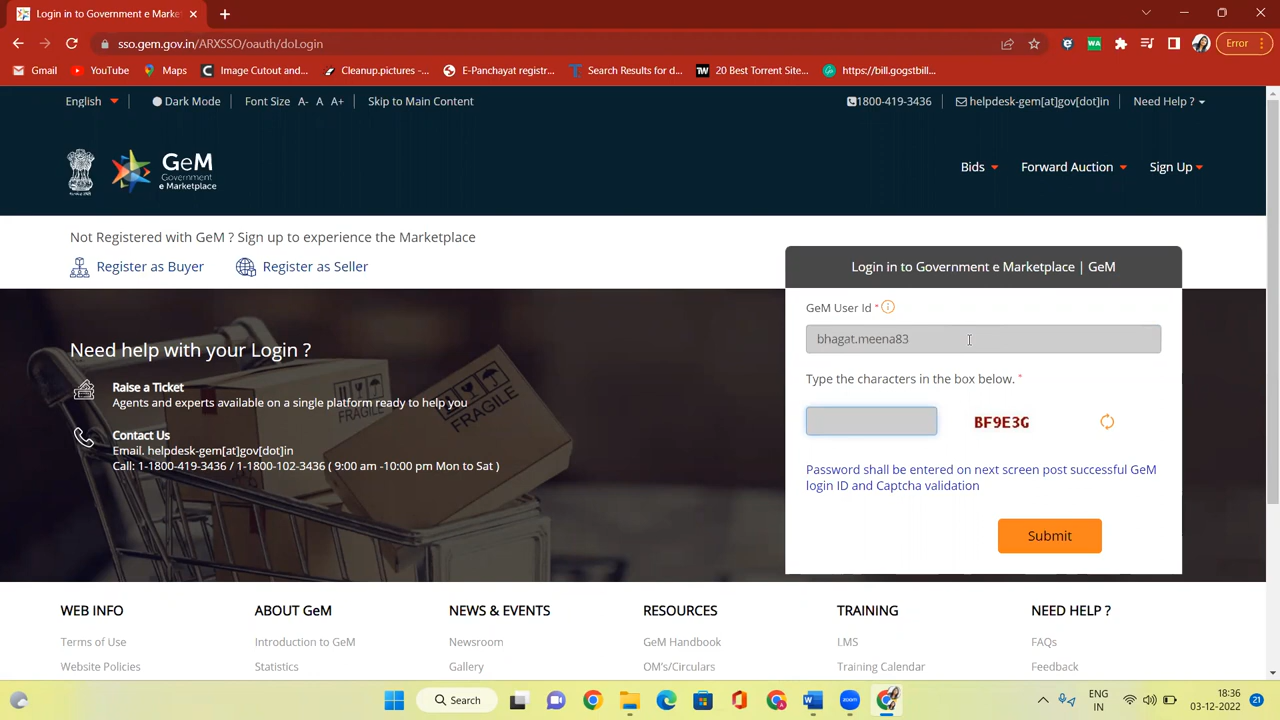 Login in to Government e Market
sso.gem.gov.in/ARXSSO/oauth/doLogin
Error
Gmail
YouTube
Maps
Image Cutout and...
Cleanup.pictures -...
E-Panchayat registr...
Search Results for d...
20 Best Torrent Site...
https://bill.gogstbill...
English
Dark Mode
Font Size A- A A+
Skip to Main Content
1800-419-3436
helpdesk-gem[at]gov[dot]in
Need Help ?
GeM
Government
e Marketplace
Bids
Forward Auction
Sign Up
Not Registered with GeM ? Sign up to experience the Marketplace
Register as Buyer
Register as Seller
Login in to Government e Marketplace | GeM
GeM User Id *
bhagat.meena83
Type the characters in the box below. *
BF9E3G
Password shall be entered on next screen post successful GeM
login ID and Captcha validation
Submit
Need help with your Login ?
Raise a Ticket
Agents and experts available on a single platform ready to help you
Contact Us
Email. helpdesk-gem[at]gov[dot]in
Call: 1-1800-419-3436 / 1-1800-102-3436 ( 9:00 am -10:00 pm Mon to Sat )
FRAGILE
FRAGILE
WEB INFO
ABOUT GeM
NEWS & EVENTS
RESOURCES
TRAINING
NEED HELP ?
Terms of Use
Introduction to GeM
Newsroom
GeM Handbook
LMS
FAQs
Website Policies
Statistics
Gallery
OM's/Circulars
Training Calendar
Feedback
Search
ENG
IN
18:36
03-12-2022
21